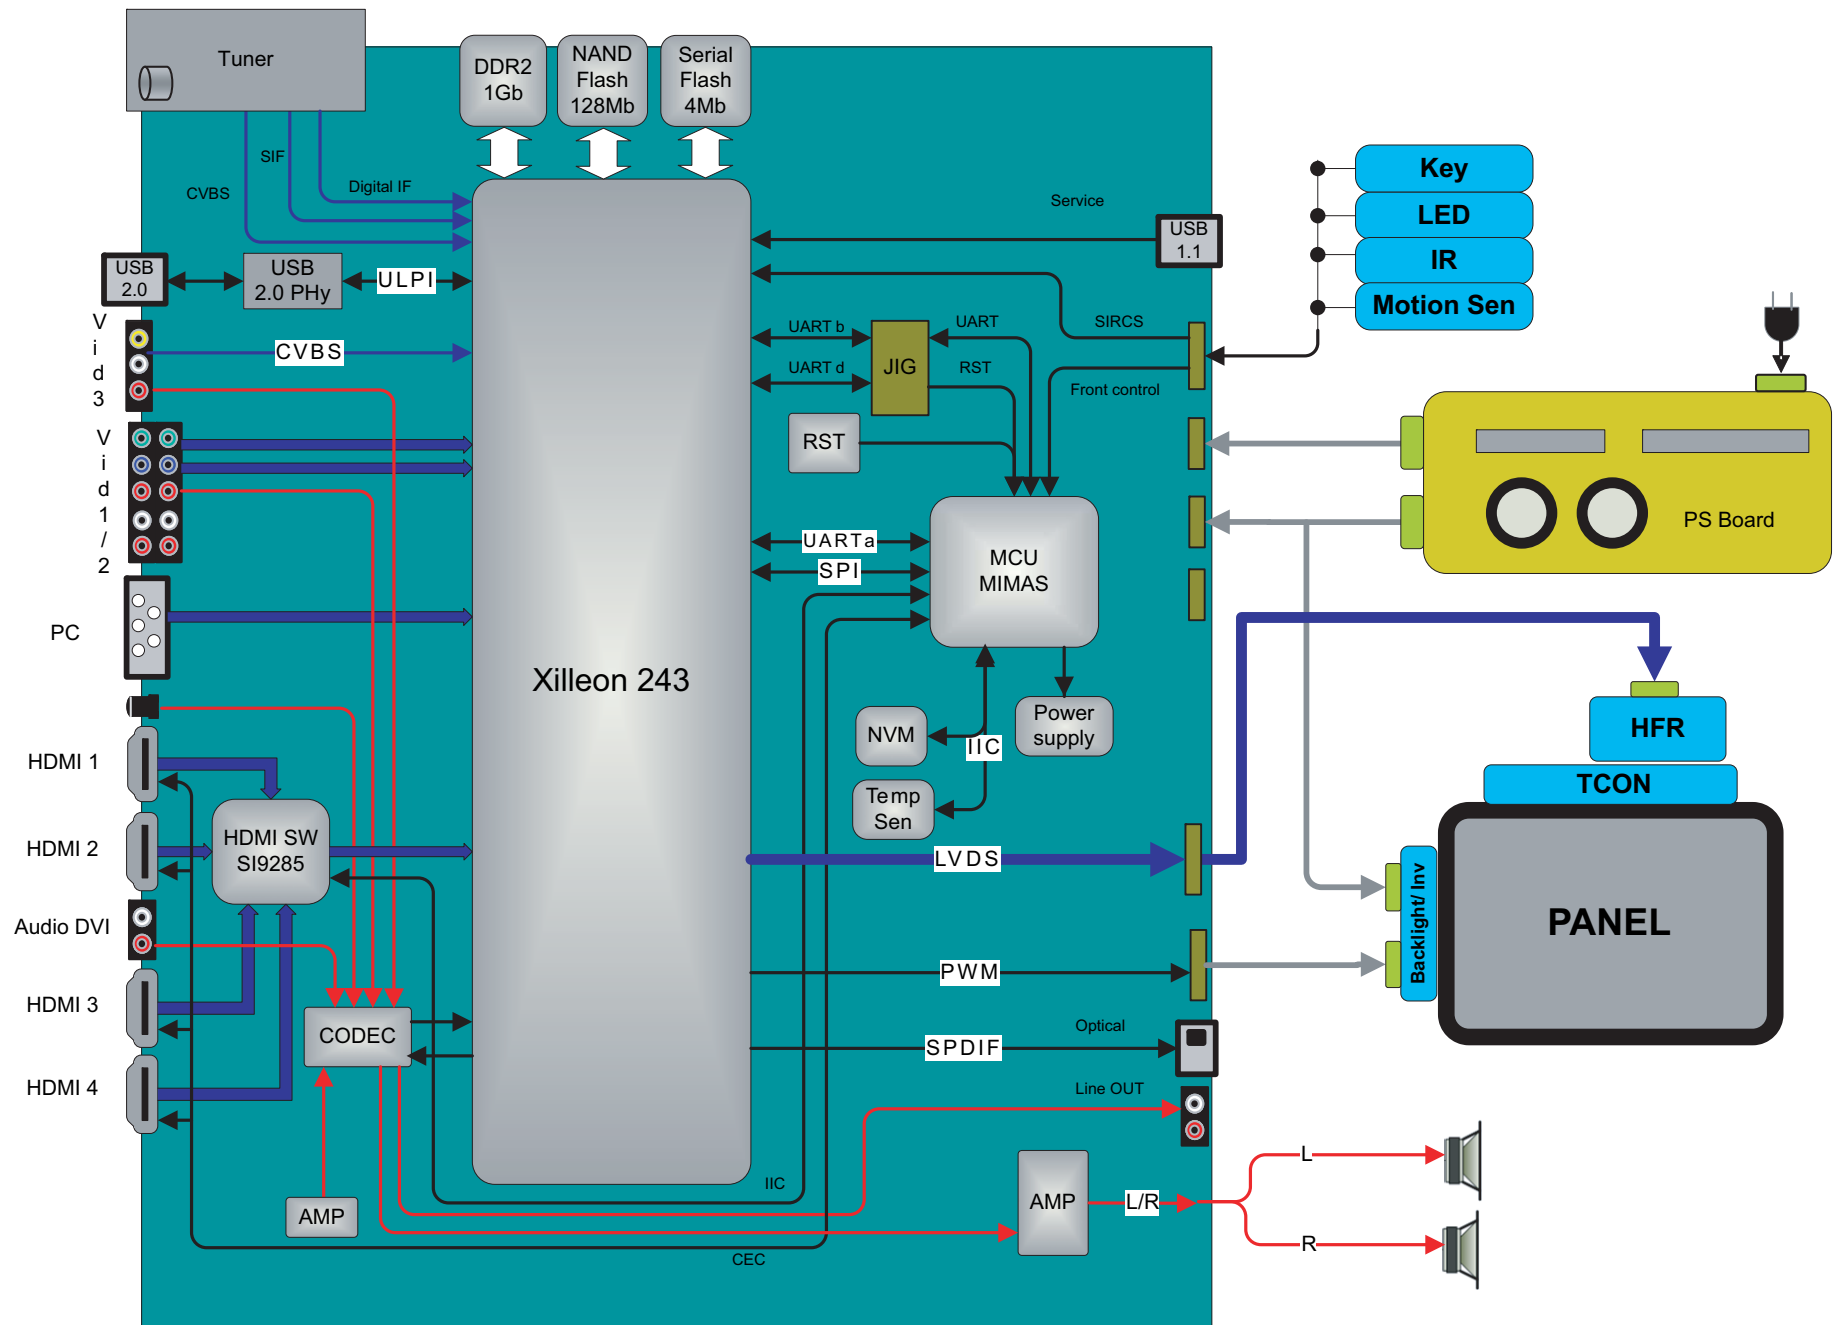 Tuner
DDR2
1Gb
NAND
Flash
128Mb
Serial
Flash
4Mb
SIF
CVBS
Digital IF
Service
USB
1.1
Key
LED
IR
Motion Sen
USB
2.0
USB
2.0 PHy
ULPI
V
i
d
3
CVBS
UART b
UART d
JIG
UART
RST
SIRCS
Front control
RST
V
i
d
1
/
2
PS Board
UARTa
SPI
MCU
MIMAS
PC
Xilleon 243
NVM
IIC
Power
supply
Temp
Sen
HFR
TCON
HDMI 1
HDMI 2
HDMI SW
SI9285
LVDS
Backlight/ Inv
PANEL
Audio DVI
PWM
HDMI 3
CODEC
Optical
SPDIF
HDMI 4
Line OUT
IIC
AMP
AMP
L/R
L
R
CEC